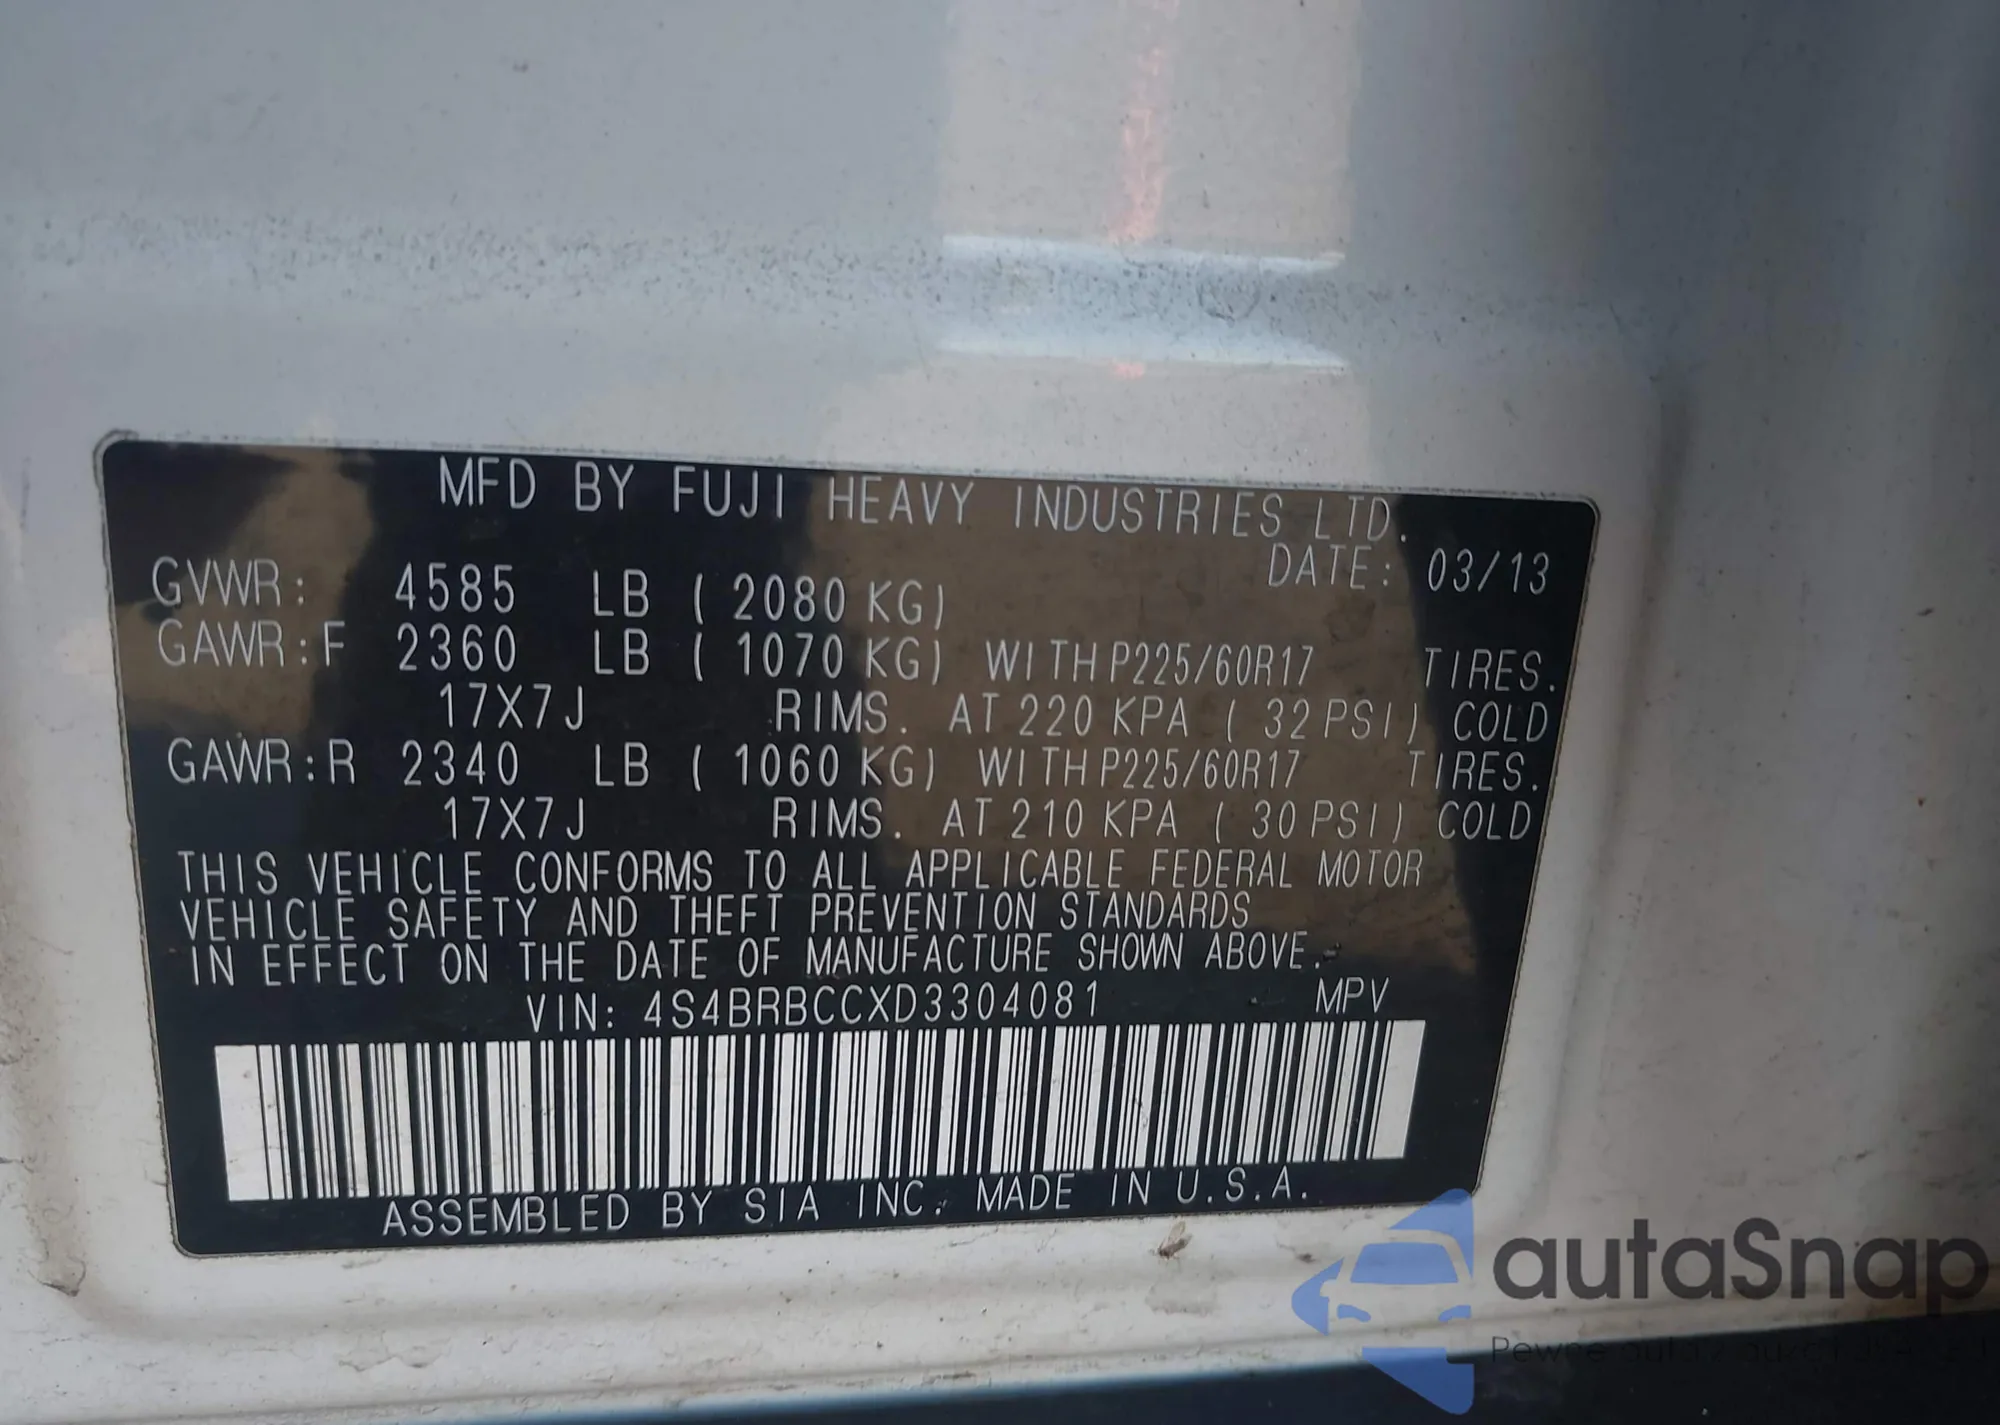 MFD BY FUJI HEAVY INDUSTRIES LTD.
DATE: 03/13
GVWR: 4585 LB ( 2080 KG)
GAWR:F 2360 LB ( 1070 KG) WITH P225/60R17 TIRES.
17X7J RIMS. AT 220 KPA ( 32 PSI) COLD
GAWR:R 2340 LB ( 1060 KG) WITH P225/60R17 TIRES.
17X7J RIMS. AT 210 KPA ( 30 PSI) COLD
THIS VEHICLE CONFORMS TO ALL APPLICABLE FEDERAL MOTOR
VEHICLE SAFETY AND THEFT PREVENTION STANDARDS
IN EFFECT ON THE DATE OF MANUFACTURE SHOWN ABOVE.
VIN: 4S4BRBCCXD3304081 MPV
ASSEMBLED BY SIA INC. MADE IN U.S.A.
autaSnap
Pewne auta z aukcji